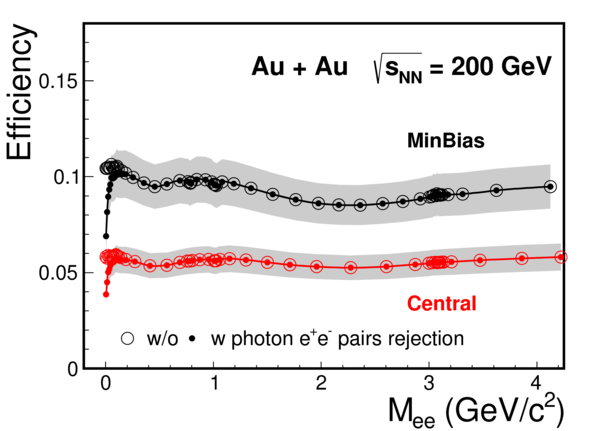 Efficiency
0.15
0.1
0.05
0
Au + Au √sNN = 200 GeV
MinBias
Central
w/o w photon e+e- pairs rejection
0 1 2 3 4
Mee (GeV/c2)